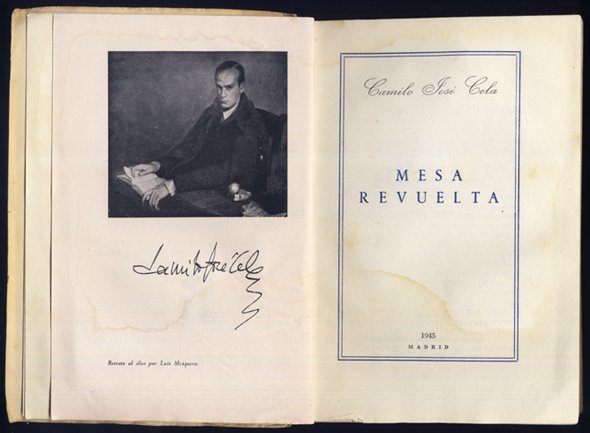 Camilo José Cela
Retrato al óleo por Luis Mosquera.
Camilo José Cela
MESA
REVUELTA
1945
MADRID